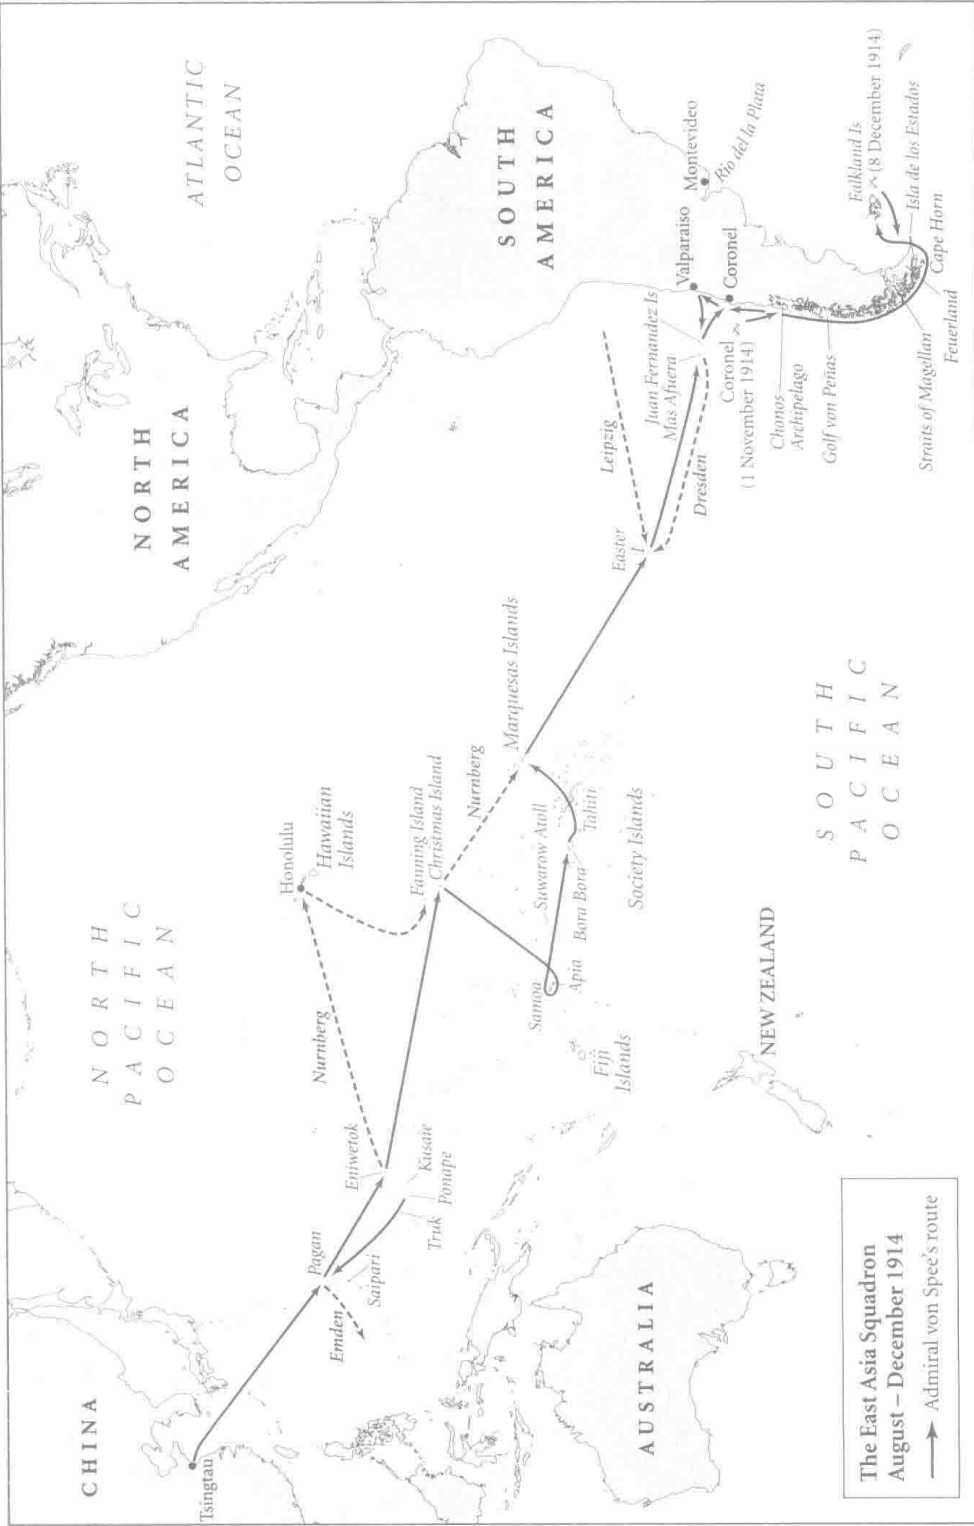 CHINA
Tsingtau
NORTH
PACIFIC
OCEAN
NORTH
AMERICA
ATLANTIC
OCEAN
SOUTH
AMERICA
Honolulu
Hawaiian
Islands
Nurnberg
Pagan
Eniwetok
Emden
Saipari
Truk
Ponape
Kusaie
Fanning Island
Christmas Island
Nurnberg
Marquesas Islands
Samoa
Apia
Suwarow Atoll
Bora Bora
Tahiti
Society Islands
Fiji
Islands
Easter
I
Leipzig
Dresden
Juan Fernandez Is
Mas Afuera
Valparaiso
Coronel
Montevideo
Rio del la Plata
Coronel
(1 November 1914)
Chonos
Archipelago
Golf von Peñas
Straits of Magellan
Feuerland
Cape Horn
Isla de los Estados
Falkland Is
(8 December 1914)
AUSTRALIA
NEW ZEALAND
SOUTH
PACIFIC
OCEAN
The East Asia Squadron
August – December 1914
Admiral von Spee's route